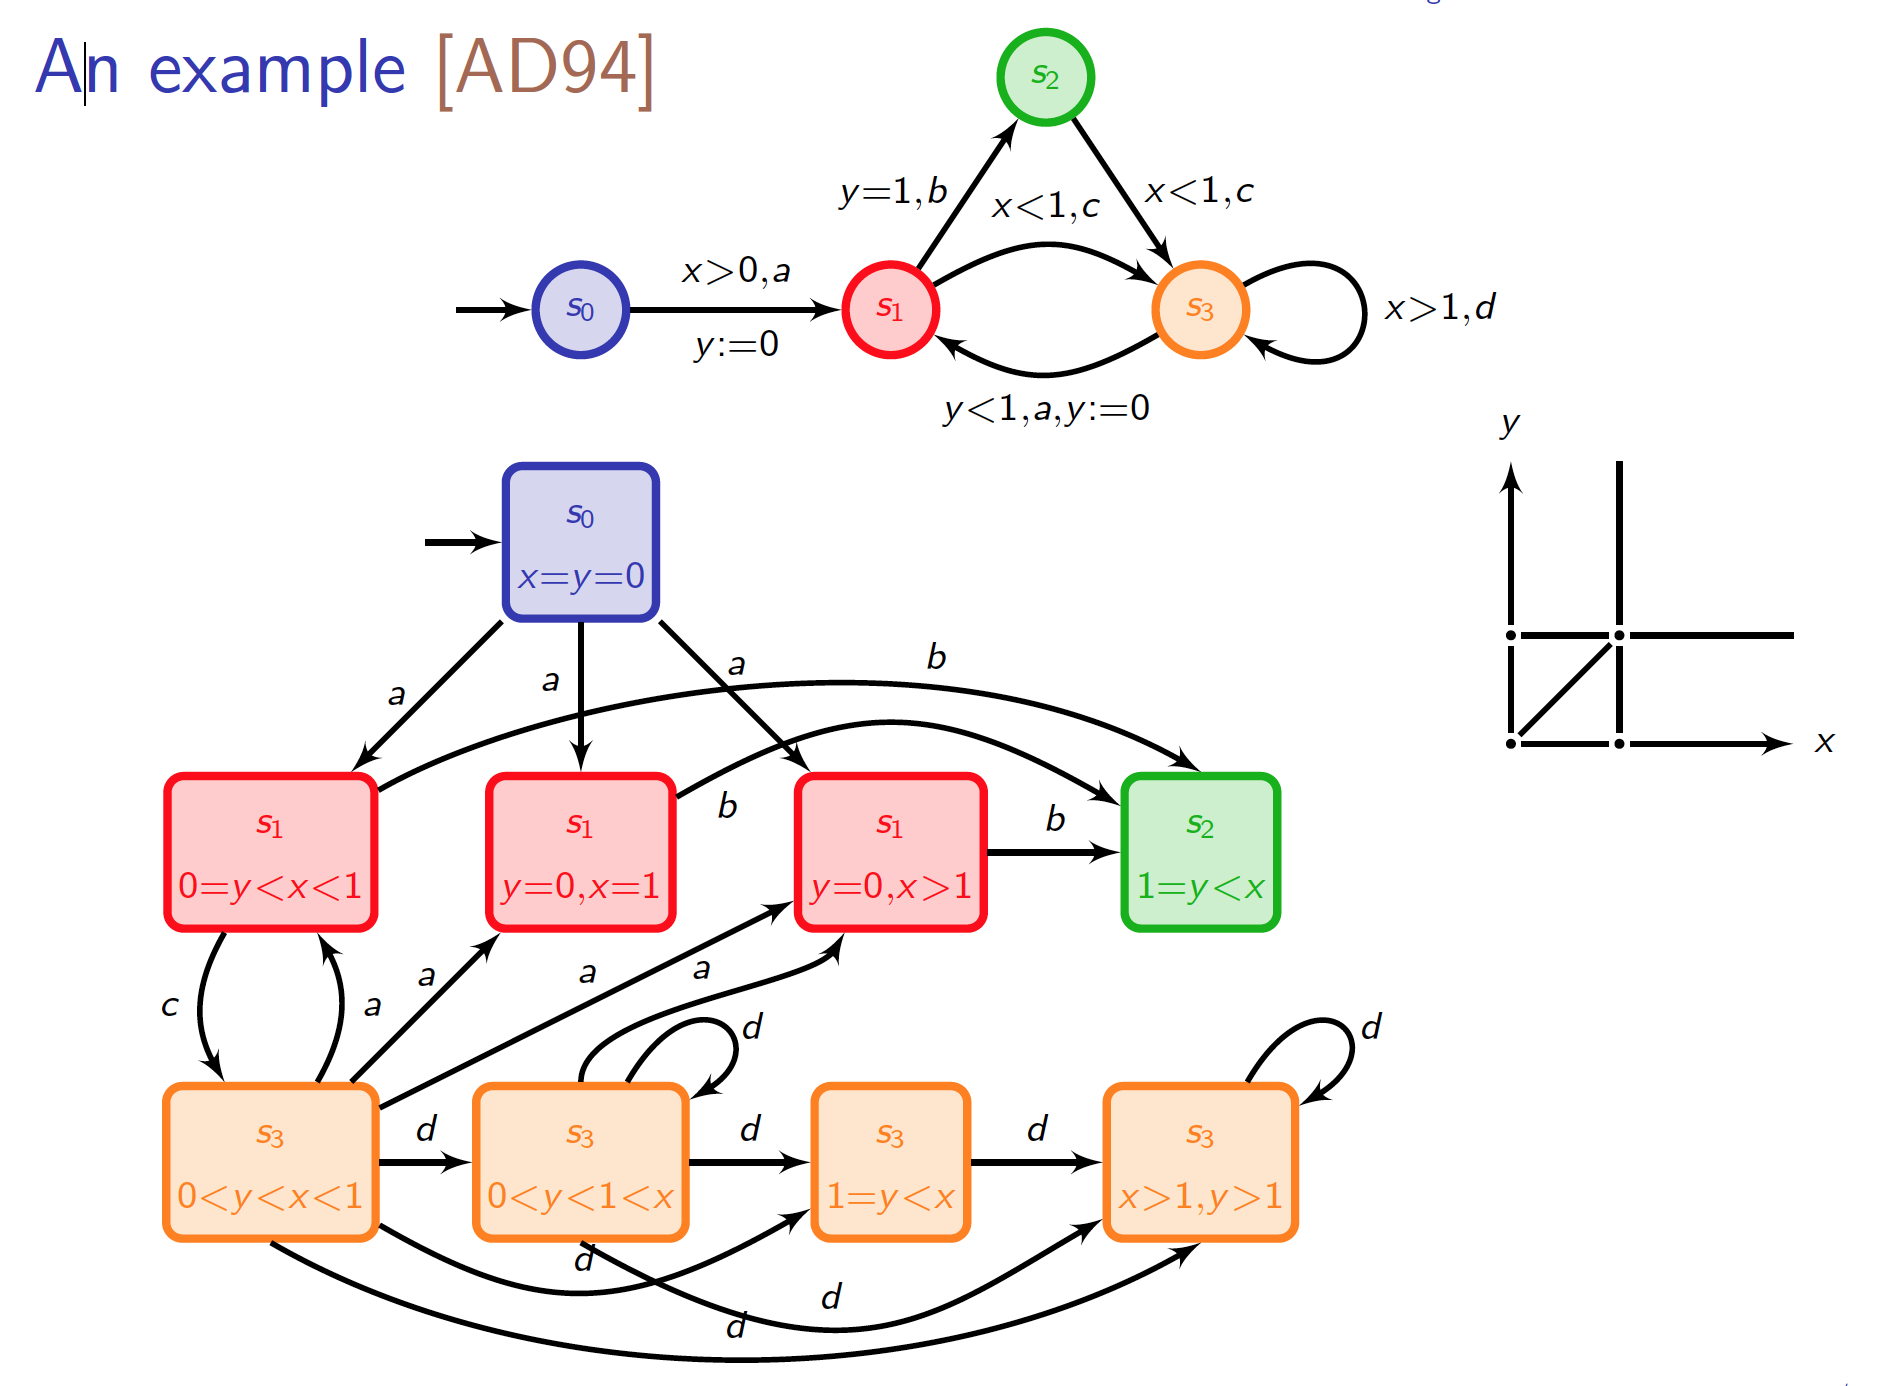 An example [AD94]
s2
y=1,b
x<1,c
x<1,c
x>0,a
s0
s1
s3
x>1,d
y:=0
y<1,a,y:=0
y
s0
x=y=0
a
a
a
b
x
s1
0=y<x<1
s1
y=0,x=1
b
s1
y=0,x>1
b
s2
1=y<x
c
a
a
a
a
d
d
s3
0<y<x<1
d
s3
0<y<1<x
d
s3
1=y<x
d
s3
x>1,y>1
d
d
d